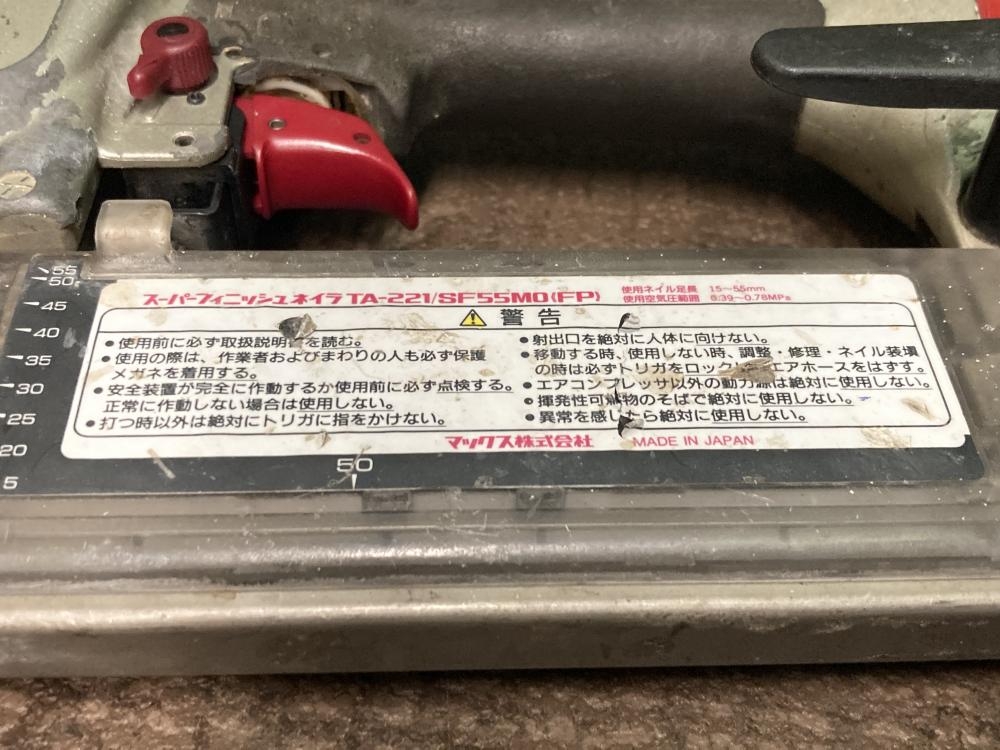 スーパーフィニッシュネイラ TA-221/SF55MO(FP)
使用ネイル足長 15〜55mm
使用空気圧範囲 0.39〜0.78MPa
警告
●使用前に必ず取扱説明書を読む。
●使用の際は、作業者およびまわりの人も必ず保護
メガネを着用する。
●安全装置が完全に作動するか使用前に必ず点検する。
正常に作動しない場合は使用しない。
●打つ時以外は絶対にトリガに指をかけない。
●射出口を絶対に人体に向けない。
●移動する時、使用しない時、調整・修理・ネイル装填
の時は必ずトリガをロックしエアホースをはずす。
●エアコンプレッサ以外の動力源は絶対に使用しない。
●揮発性可燃物のそばで絶対に使用しない。
●異常を感じたら絶対に使用しない。
マックス株式会社 MADE IN JAPAN
55
50
45
40
35
30
25
20
5
50